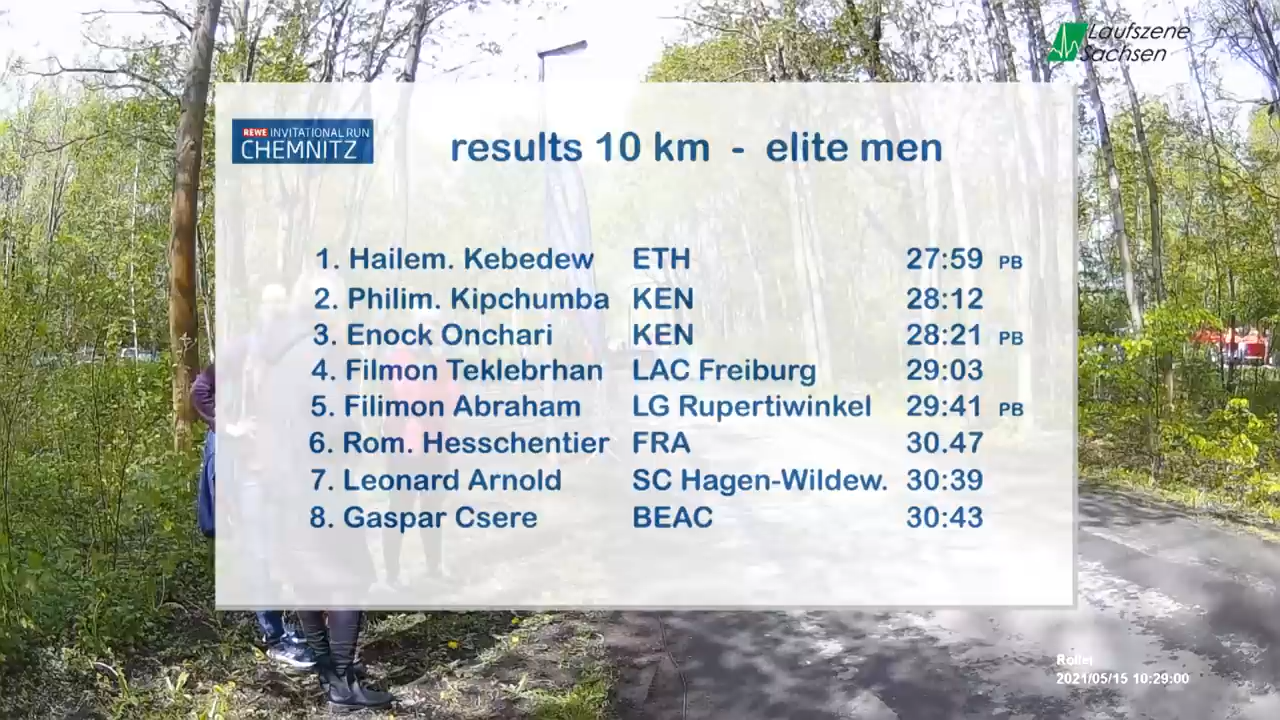 Laufszene
Sachsen
REWE INVITATIONAL RUN
CHEMNITZ
results 10 km - elite men
1. Hailem. Kebedew ETH 27:59 PB
2. Philim. Kipchumba KEN 28:12
3. Enock Onchari KEN 28:21 PB
4. Filmon Teklebrhan LAC Freiburg 29:03
5. Filimon Abraham LG Rupertiwinkel 29:41 PB
6. Rom. Hesschentier FRA 30.47
7. Leonard Arnold SC Hagen-Wildew. 30:39
8. Gaspar Csere BEAC 30:43
Rollei
2021/05/15 10:29:00